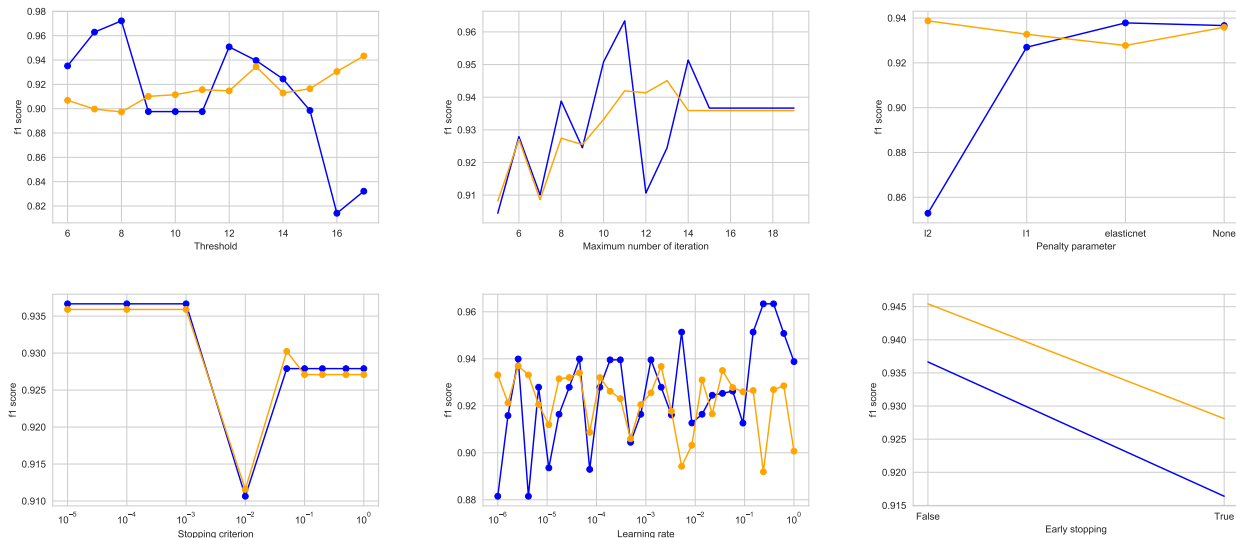 0.98
0.96
0.94
0.92
0.90
0.88
0.86
0.84
0.82
f1 score
6 8 10 12 14 16
Threshold
0.96
0.95
0.94
0.93
0.92
0.91
f1 score
6 8 10 12 14 16 18
Maximum number of iteration
0.94
0.92
0.90
0.88
0.86
f1 score
l2 l1 elasticnet None
Penalty parameter
0.935
0.930
0.925
0.920
0.915
0.910
f1 score
10⁻⁵ 10⁻⁴ 10⁻³ 10⁻² 10⁻¹ 10⁰
Stopping criterion
0.96
0.94
0.92
0.90
0.88
f1 score
10⁻⁶ 10⁻⁵ 10⁻⁴ 10⁻³ 10⁻² 10⁻¹ 10⁰
Learning rate
0.945
0.940
0.935
0.930
0.925
0.920
0.915
f1 score
False True
Early stopping